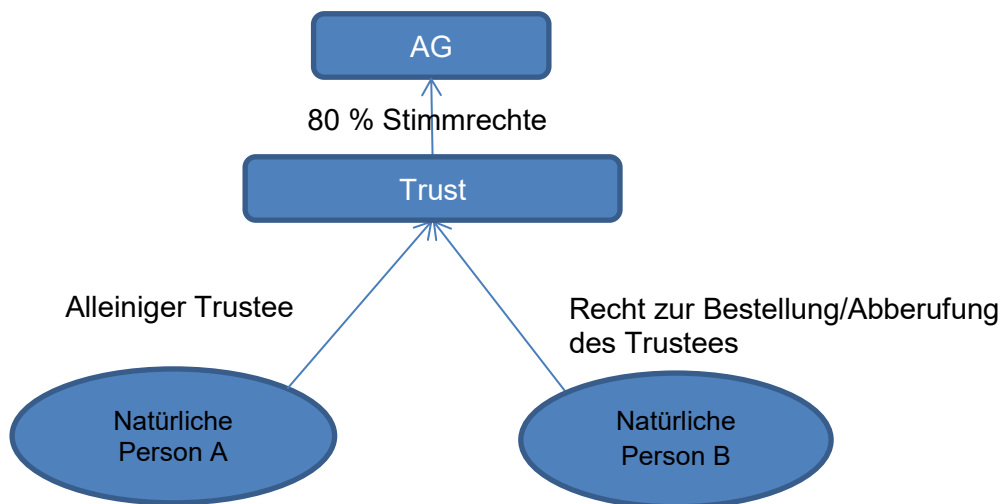 AG
80 % Stimmrechte
Trust
Alleiniger Trustee
Recht zur Bestellung/Abberufung
des Trustees
Natürliche
Person A
Natürliche
Person B